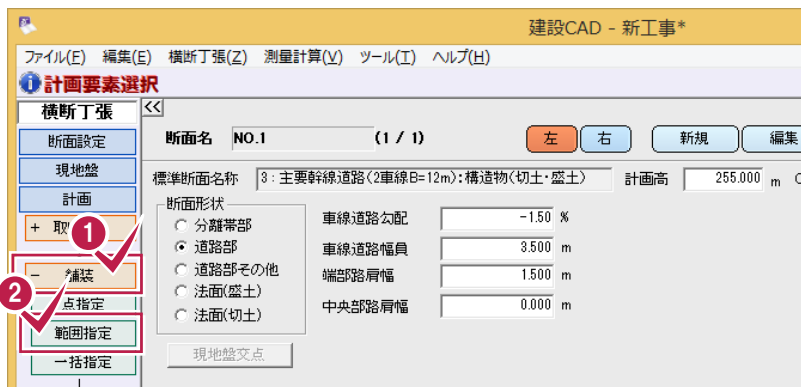 建設CAD - 新工事*
ファイル(F) 編集(E) 横断丁張(Z) 測量計算(V) ツール(T) ヘルプ(H)
計画要素選択
横断丁張 <<
断面設定
現地盤
計画
+ 取
- 舗装
点指定
範囲指定
一括指定
1
2
断面名 NO.1 (1 / 1) 左 右 新規 編集
標準断面名称 3:主要幹線道路(2車線B=12m):構造物(切土・盛土) 計画高 255.000 m
断面形状
分離帯部
道路部
道路部その他
法面(盛土)
法面(切土)
車線道路勾配 -1.50 %
車線道路幅員 3.500 m
端部路肩幅 1.500 m
中央部路肩幅 0.000 m
現地盤交点